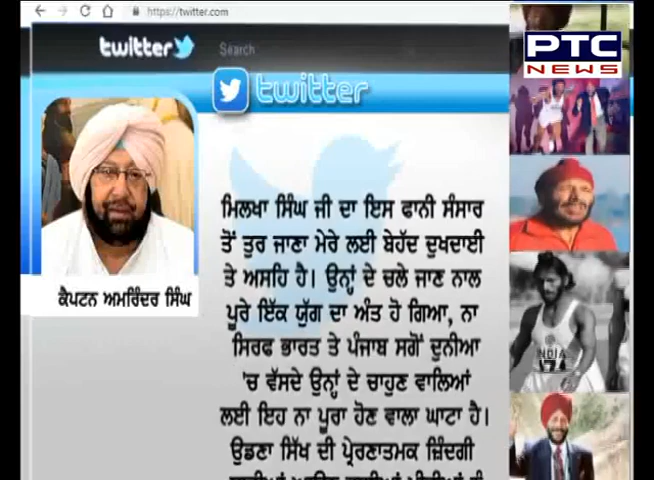 https://twitter.com
twitter
Search
PTC
NEWS
twitter
ਮਿਲਖਾ ਸਿੰਘ ਜੀ ਦਾ ਇਸ ਫਾਨੀ ਸੰਸਾਰ
ਤੋਂ ਤੁਰ ਜਾਣਾ ਮੇਰੇ ਲਈ ਬੇਹੱਦ ਦੁਖਦਾਈ
ਤੇ ਅਸਹਿ ਹੈ। ਉਨ੍ਹਾਂ ਦੇ ਚਲੇ ਜਾਣ ਨਾਲ
ਪੂਰੇ ਇੱਕ ਯੁੱਗ ਦਾ ਅੰਤ ਹੋ ਗਿਆ, ਨਾ
ਸਿਰਫ ਭਾਰਤ ਤੇ ਪੰਜਾਬ ਸਗੋਂ ਦੁਨੀਆ
'ਚ ਵੱਸਦੇ ਉਨ੍ਹਾਂ ਦੇ ਚਾਹੁਣ ਵਾਲਿਆਂ
ਲਈ ਇਹ ਨਾ ਪੂਰਾ ਹੋਣ ਵਾਲਾ ਘਾਟਾ ਹੈ।
ਉਡਣਾ ਸਿੱਖ ਦੀ ਪ੍ਰੇਰਣਾਤਮਕ ਜ਼ਿੰਦਗੀ
ਕੈਪਟਨ ਅਮਰਿੰਦਰ ਸਿੰਘ
INDIA